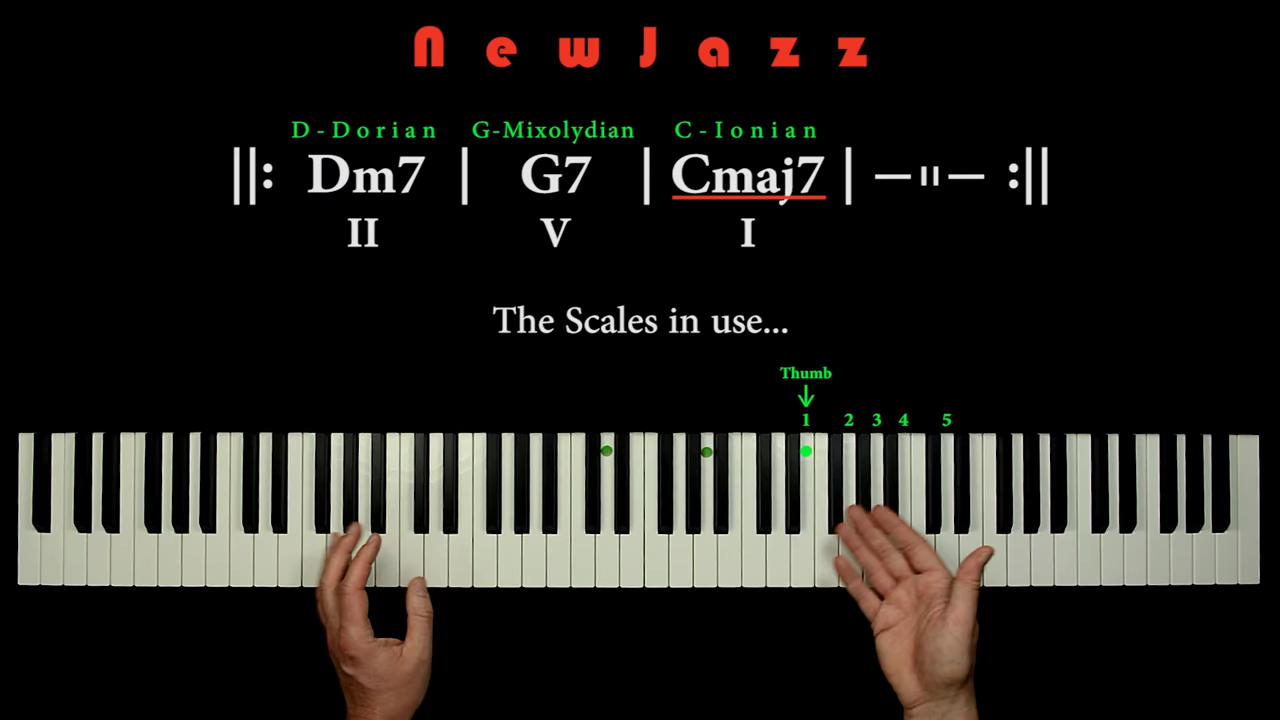 NewJazz
D-Dorian G-Mixolydian C-Ionian
||: Dm7 | G7 | Cmaj7 | —"— :||
II V I
The Scales in use...
Thumb
1 2 3 4 5